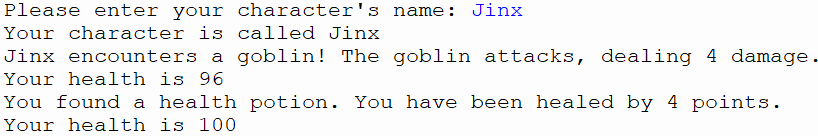 Please enter your character's name: Jinx
Your character is called Jinx
Jinx encounters a goblin! The goblin attacks, dealing 4 damage.
Your health is 96
You found a health potion. You have been healed by 4 points.
Your health is 100